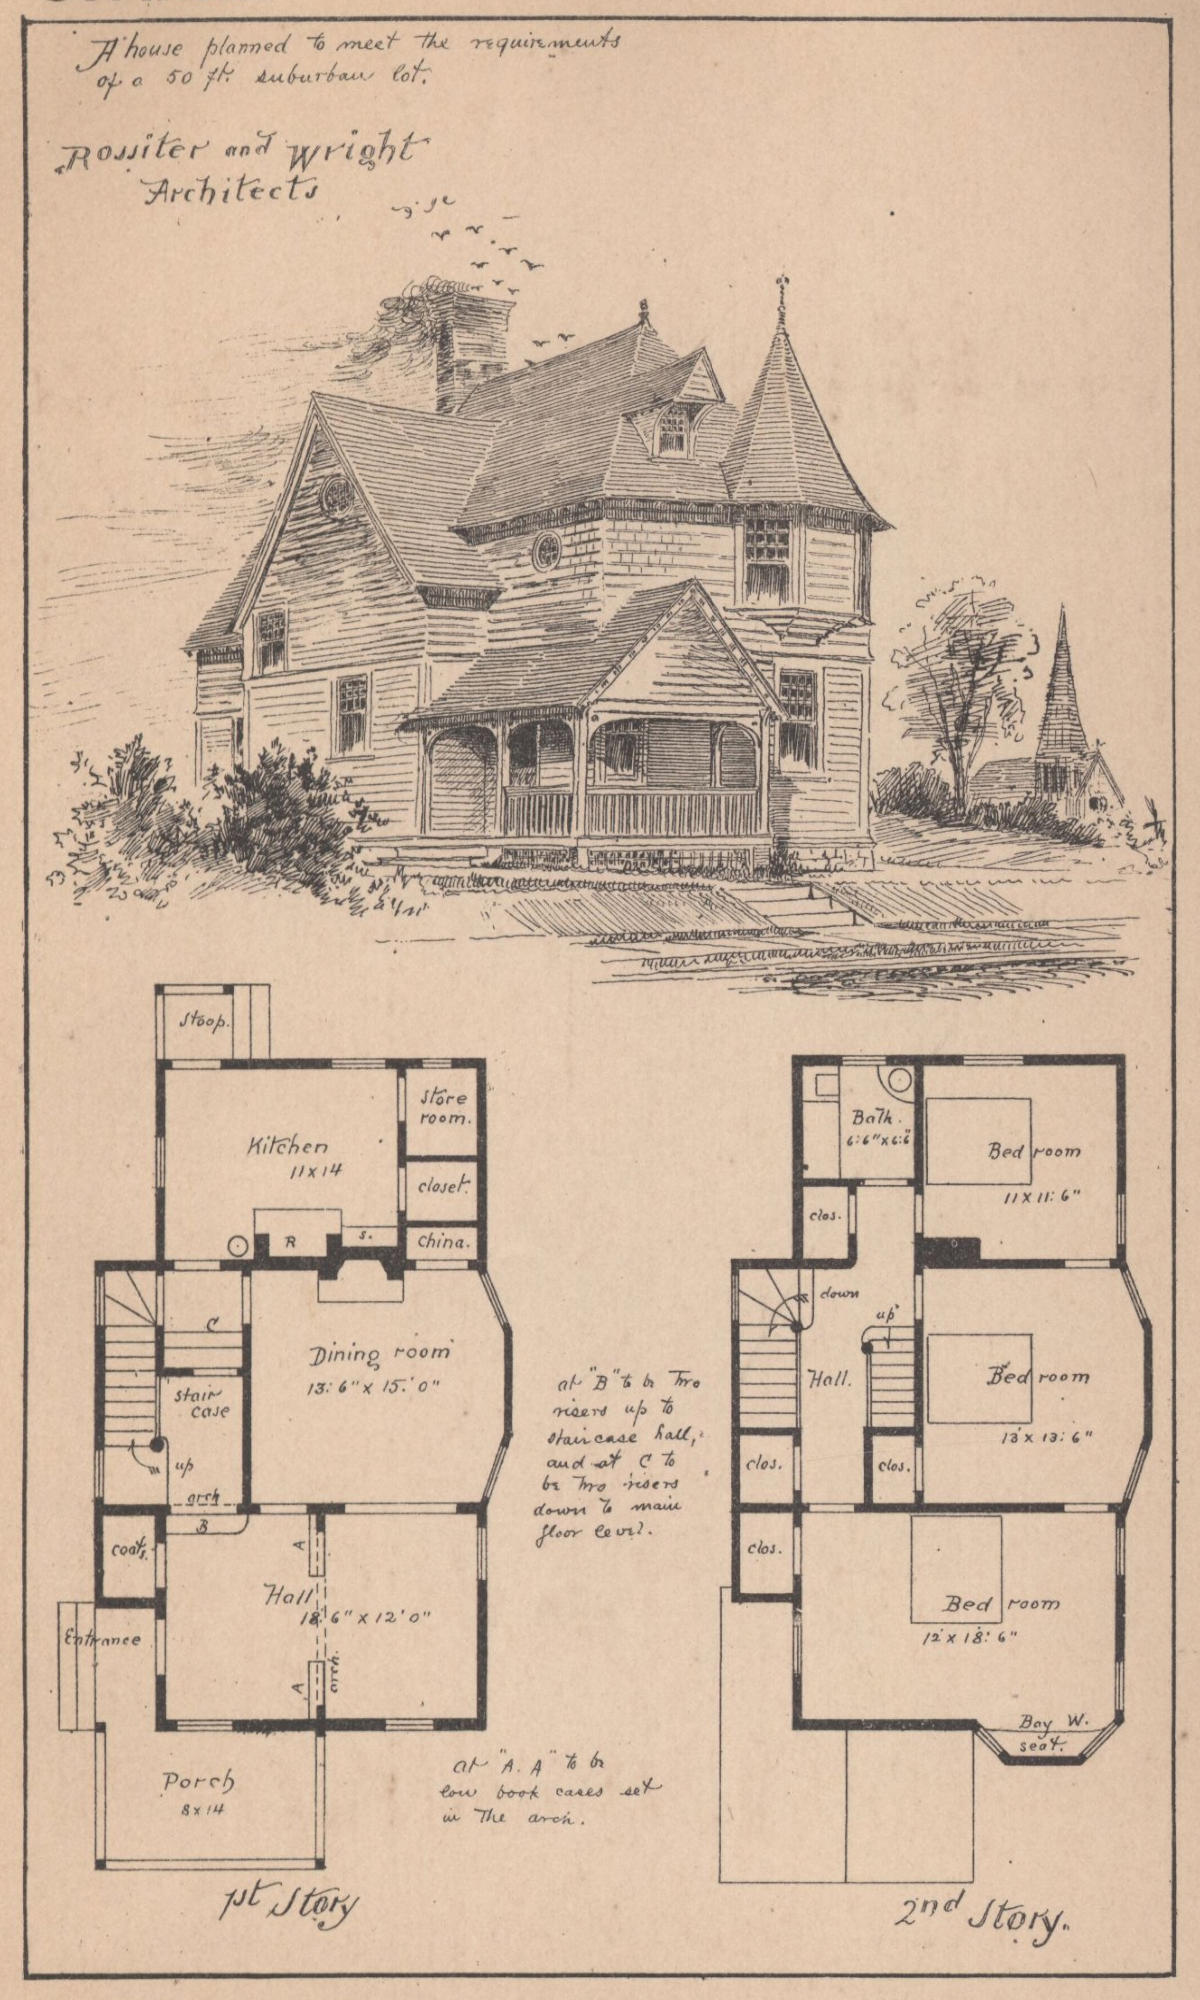 A house planned to meet the requirements
of a 50 ft. suburban lot.
Rossiter and Wright
Architects
Stoop.
Kitchen
11 x 14
store
room.
closet.
China.
R
s.
C
Dining room
13' 6" x 15' 0"
stair
case
up
arch
B
coats.
Hall
18' 6" x 12' 0"
A
A
arch.
Entrance
Porch
8 x 14
1st Story
at "B" to be two
risers up to
staircase hall,
and at C to
be two risers
down to main
floor level.
at "A. A" to be
low book cases set
in the arch.
Bath.
6' 6" x 6' 6"
Bed room
11 x 11' 6"
clos.
down
up
Hall.
Bed room
13' x 13' 6"
clos.
clos.
clos.
Bed room
12' x 18' 6"
Bay W.
seat.
2nd Story.